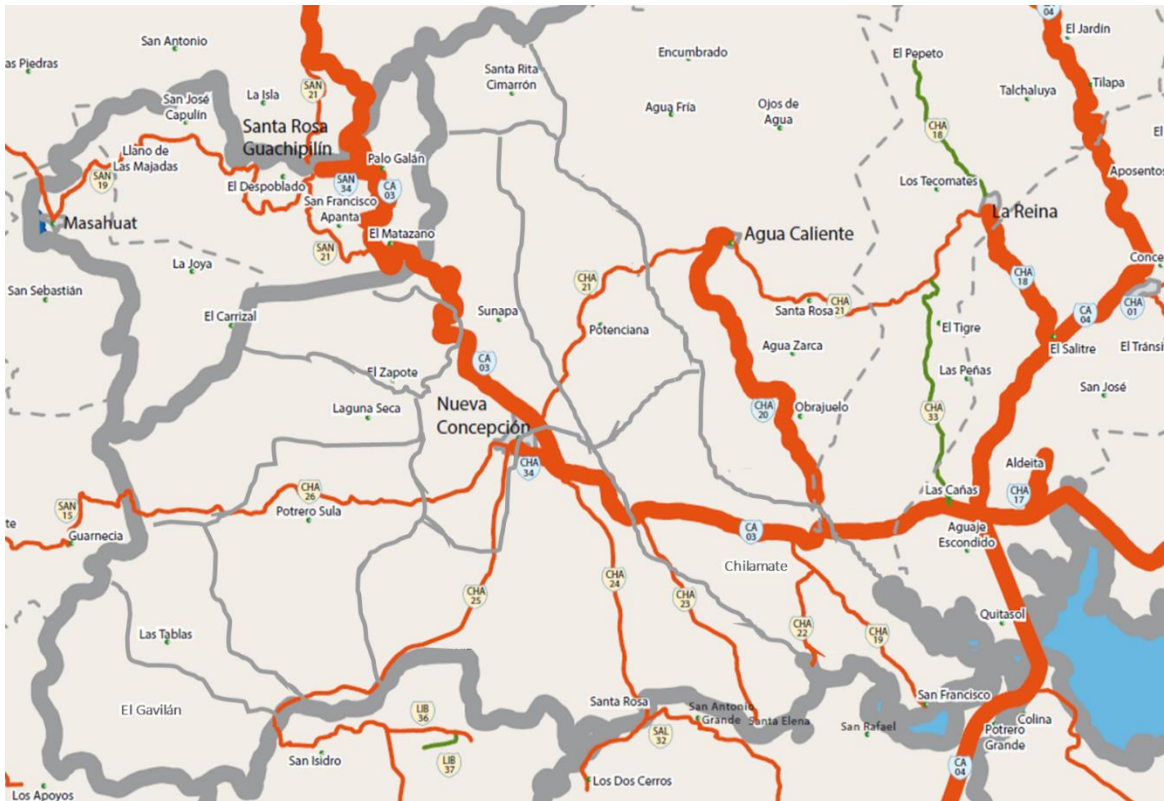 CA
04
El Jardín
San Antonio
as Piedras
Encumbrado
El Pepeto
Santa Rita
Cimarrón
Tilapa
Talchaluya
SAN
21
La Isla
San José
Capulín
Agua Fría
Ojos de
Agua
Santa Rosa
Guachipilín
CHA
18
El
Llano de
Las Majadas
Palo Galán
Aposentos
SAN
19
El Despoblado
SAN
34
CA
03
Los Tecomates
San Francisco
Apanta
La Reina
Masahuat
El Matazano
Agua Caliente
SAN
21
Conce
La Joya
CHA
21
CHA
18
San Sebastián
CA
04
CHA
01
Santa Rosa
CHA
21
El Carrizal
Sunapa
Potenciana
El Tigre
Agua Zarca
El Salitre
El Tránsi
CA
03
El Zapote
Las Peñas
San José
Nueva
Concepción
Laguna Seca
CHA
20
Obrajuelo
CHA
33
CHA
34
Aldeita
CHA
26
Las Cañas
CHA
17
SAN
15
Potrero Sula
te
Guarnecia
CA
03
Aguaje
Escondido
Chilamate
CHA
24
CHA
25
CHA
23
Quitasol
Las Tablas
CHA
22
CHA
19
Santa Rosa
San Francisco
El Gavilán
LIB
36
San Antonio
Grande
Santa Elena
San Rafael
Colina
Potrero
Grande
SAL
32
San Isidro
LIB
37
CA
04
Los Dos Cerros
Los Apoyos